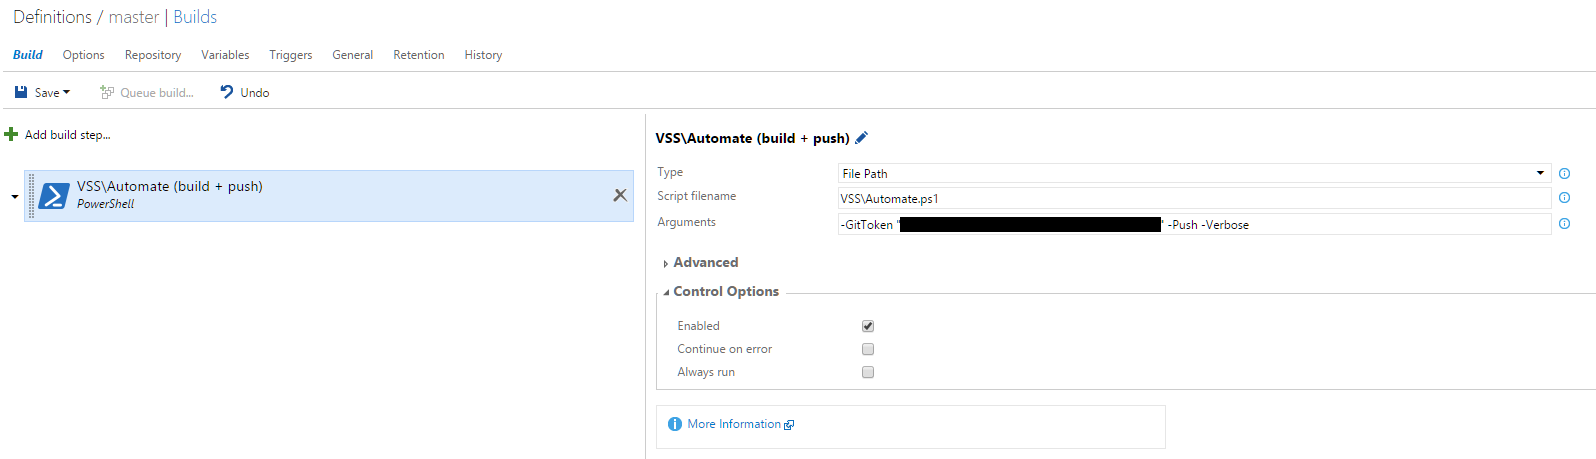 Definitions / master | Builds
Build Options Repository Variables Triggers General Retention History
Save Queue build... Undo
Add build step...
VSS\Automate (build + push)
PowerShell
VSS\Automate (build + push)
Type File Path
Script filename VSS\Automate.ps1
Arguments -GitToken " " -Push -Verbose
Advanced
Control Options
Enabled
Continue on error
Always run
More Information